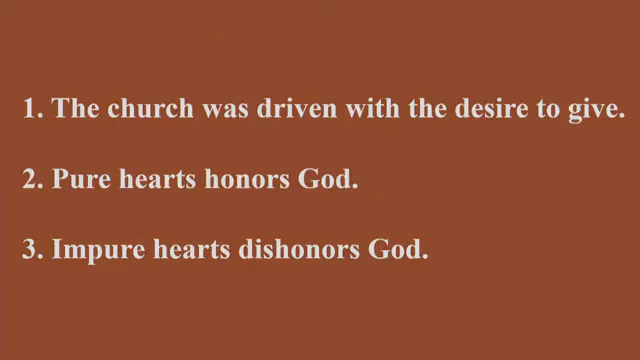 1. The church was driven with the desire to give.
2. Pure hearts honors God.
3. Impure hearts dishonors God.